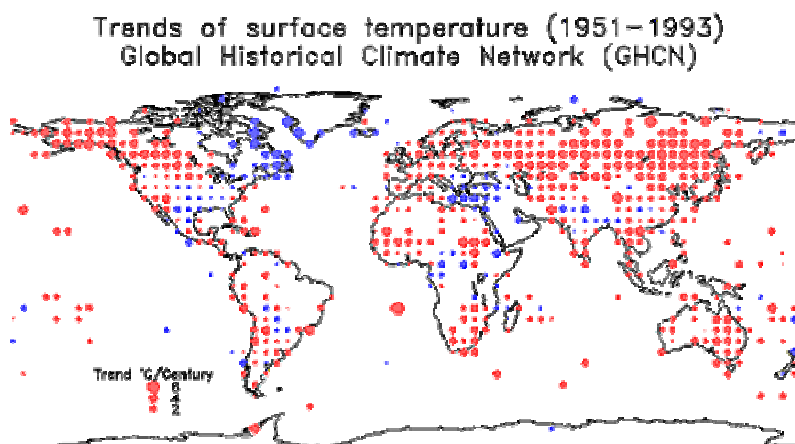 Trends of surface temperature (1951-1993)
Global Historical Climate Network (GHCN)
Trend °C/Century
6
4
2